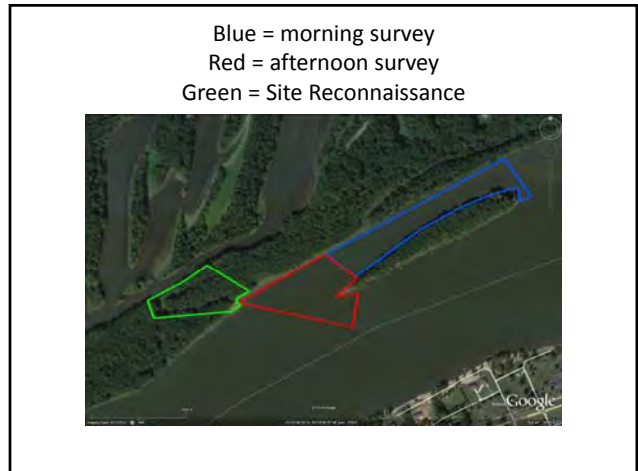 Blue = morning survey
Red = afternoon survey
Green = Site Reconnaissance
Google